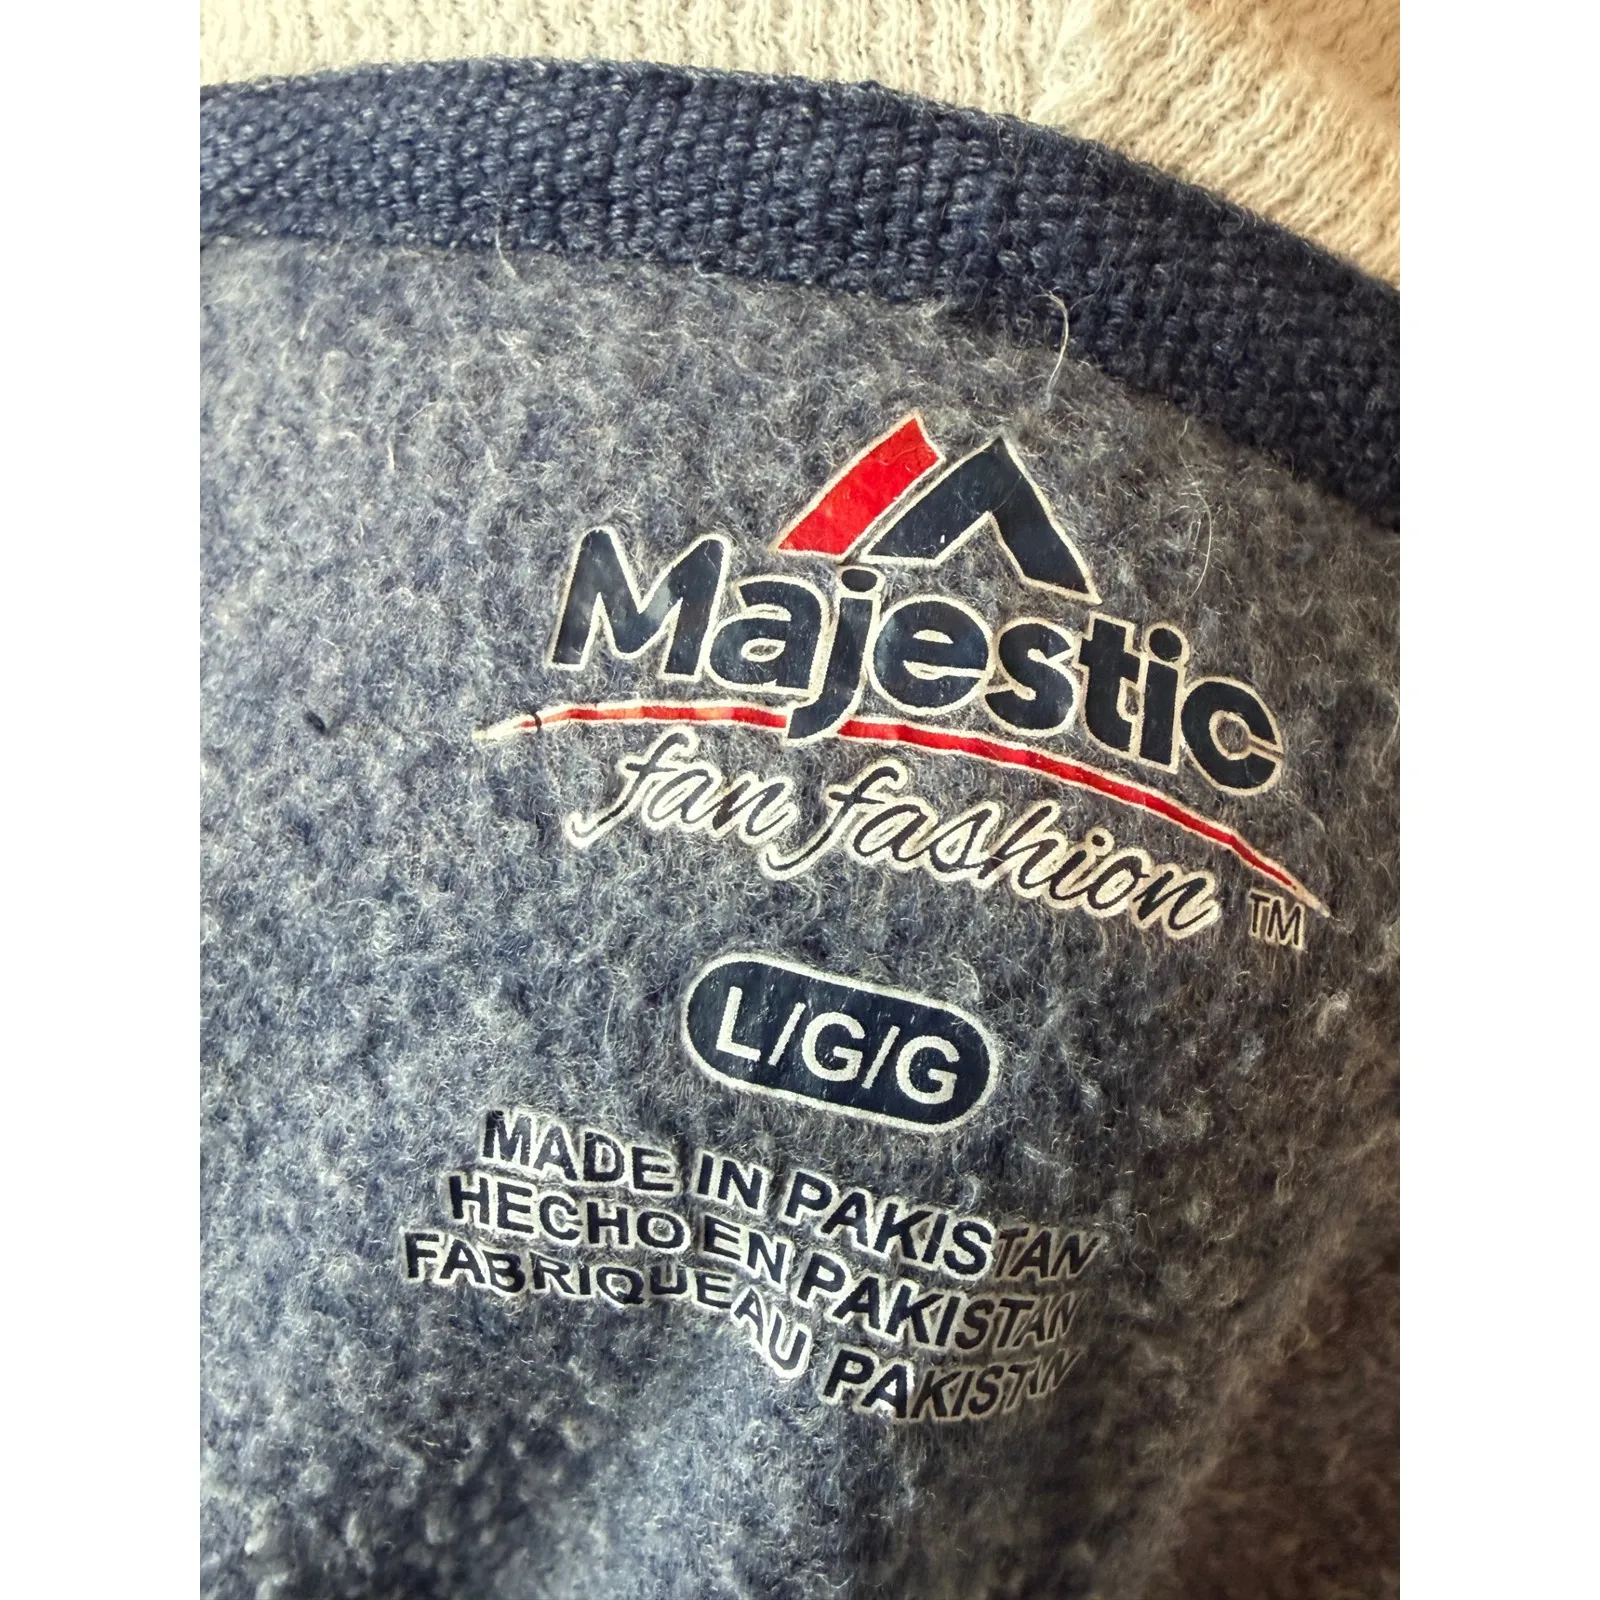 Majestic
fan fashion ™
L/G/G
MADE IN PAKISTAN
HECHO EN PAKISTAN
FABRIQUE AU PAKISTAN